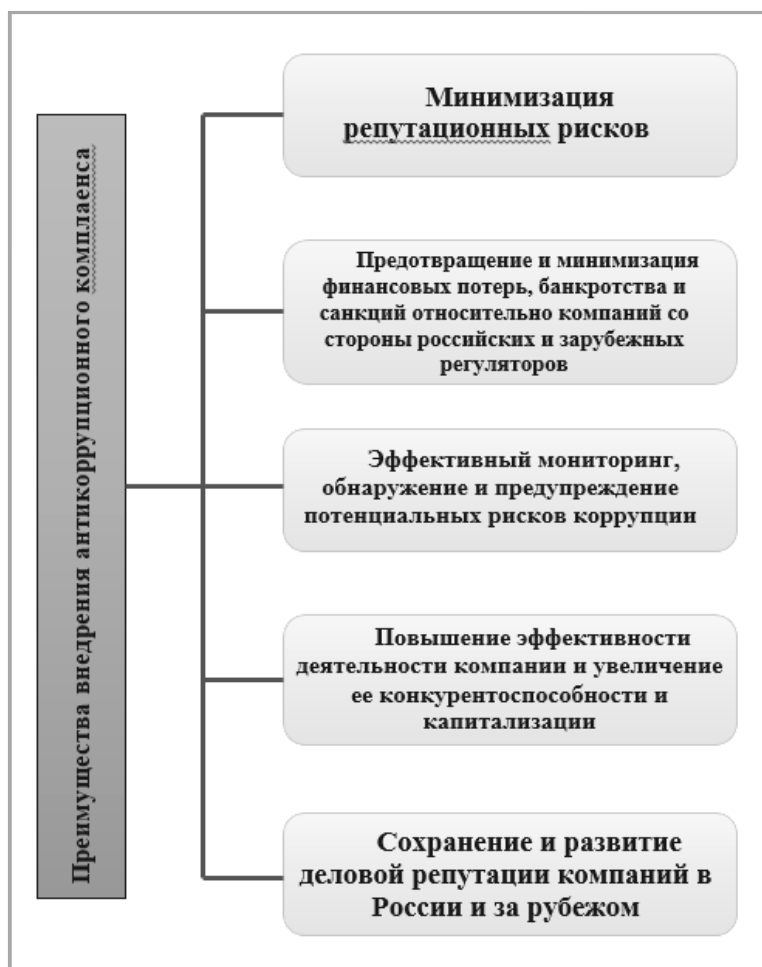 Преимущества внедрения антикоррупционного комплаенса
Минимизация
репутационных рисков
Предотвращение и минимизация
финансовых потерь, банкротства и
санкций относительно компаний со
стороны российских и зарубежных
регуляторов
Эффективный мониторинг,
обнаружение и предупреждение
потенциальных рисков коррупции
Повышение эффективности
деятельности компании и увеличение
ее конкурентоспособности и
капитализации
Сохранение и развитие
деловой репутации компаний в
России и за рубежом